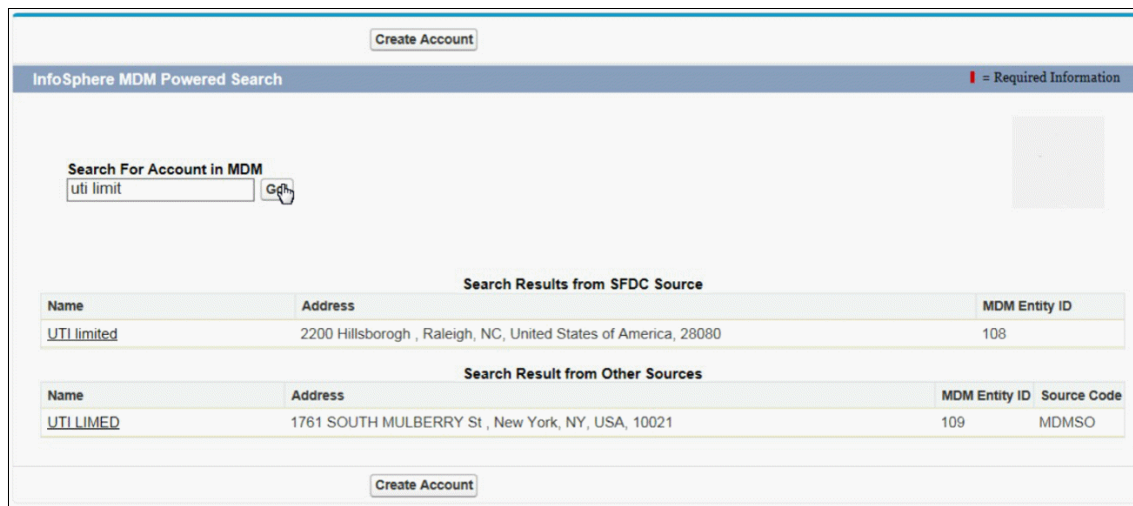 Create Account
InfoSphere MDM Powered Search = Required Information
Search For Account in MDM
uti limit Go
Search Results from SFDC Source
Name Address MDM Entity ID
UTI limited 2200 Hillsborogh , Raleigh, NC, United States of America, 28080 108
Search Result from Other Sources
Name Address MDM Entity ID Source Code
UTI LIMED 1761 SOUTH MULBERRY St , New York, NY, USA, 10021 109 MDMSO
Create Account